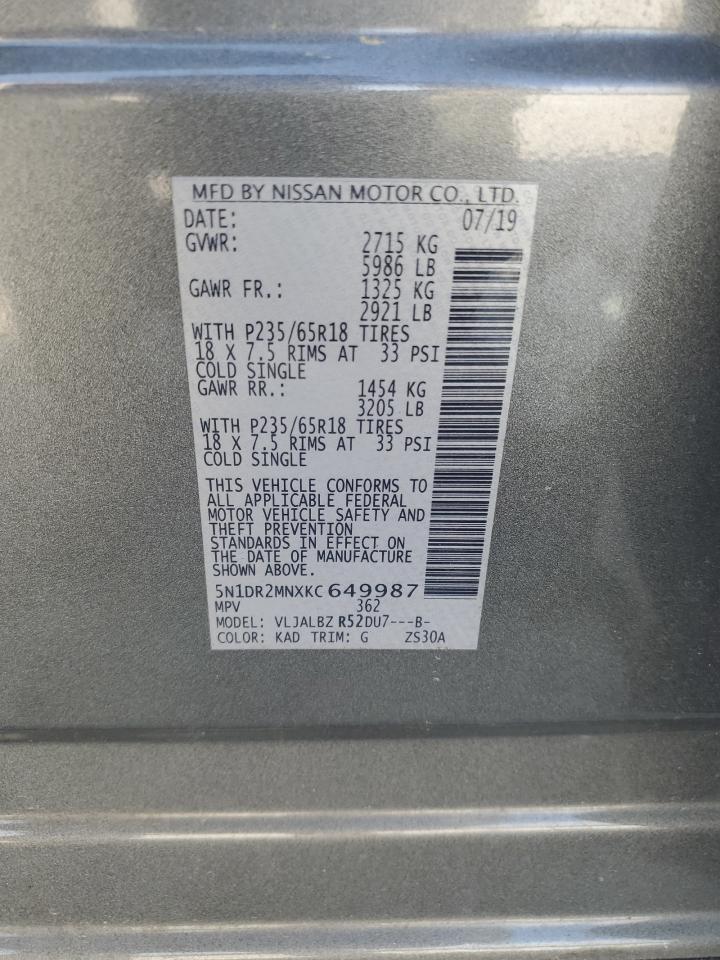 MFD BY NISSAN MOTOR CO., LTD.
DATE: 07/19
GVWR: 2715 KG
5986 LB
GAWR FR.: 1325 KG
2921 LB
WITH P235/65R18 TIRES
18 X 7.5 RIMS AT 33 PSI
COLD SINGLE
GAWR RR.: 1454 KG
3205 LB
WITH P235/65R18 TIRES
18 X 7.5 RIMS AT 33 PSI
COLD SINGLE
THIS VEHICLE CONFORMS TO
ALL APPLICABLE FEDERAL
MOTOR VEHICLE SAFETY AND
THEFT PREVENTION
STANDARDS IN EFFECT ON
THE DATE OF MANUFACTURE
SHOWN ABOVE.
5N1DR2MNXKC 649987
MPV 362
MODEL: VLJALBZ R52DU7---B-
COLOR: KAD TRIM: G ZS30A